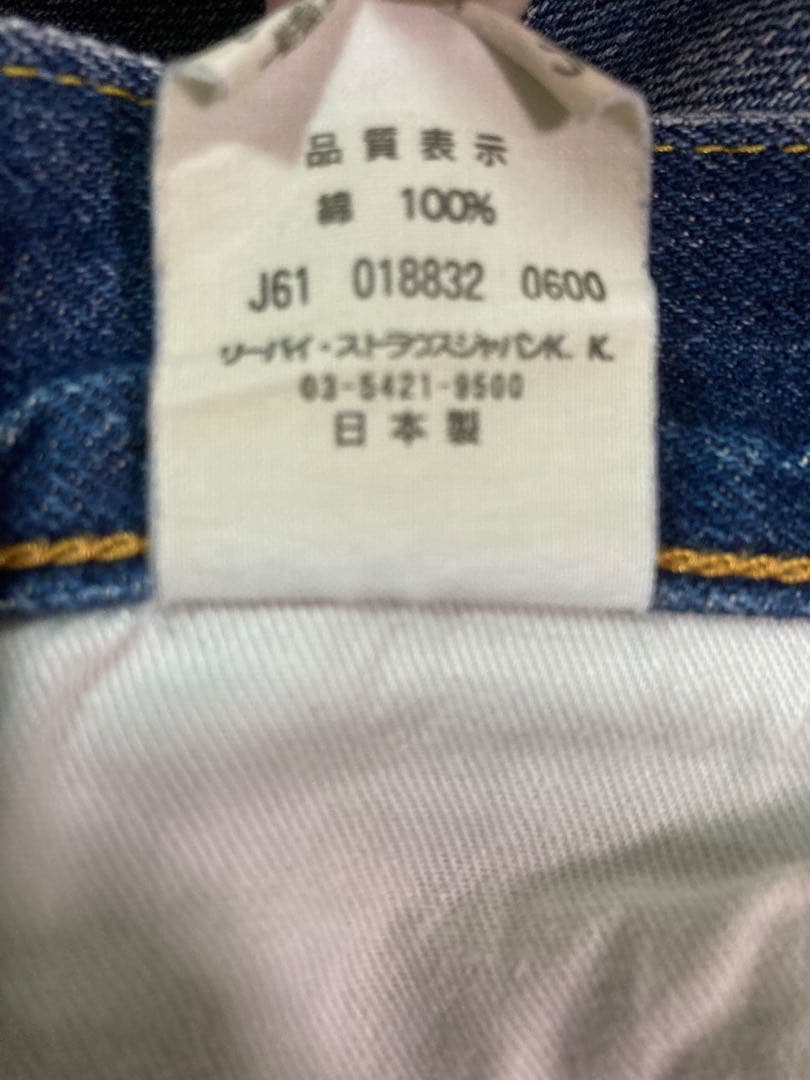 品質表示
綿 100%
J61 018832 0600
リーバイ・ストラウスジャパンK.K.
03-5421-9500
日本製